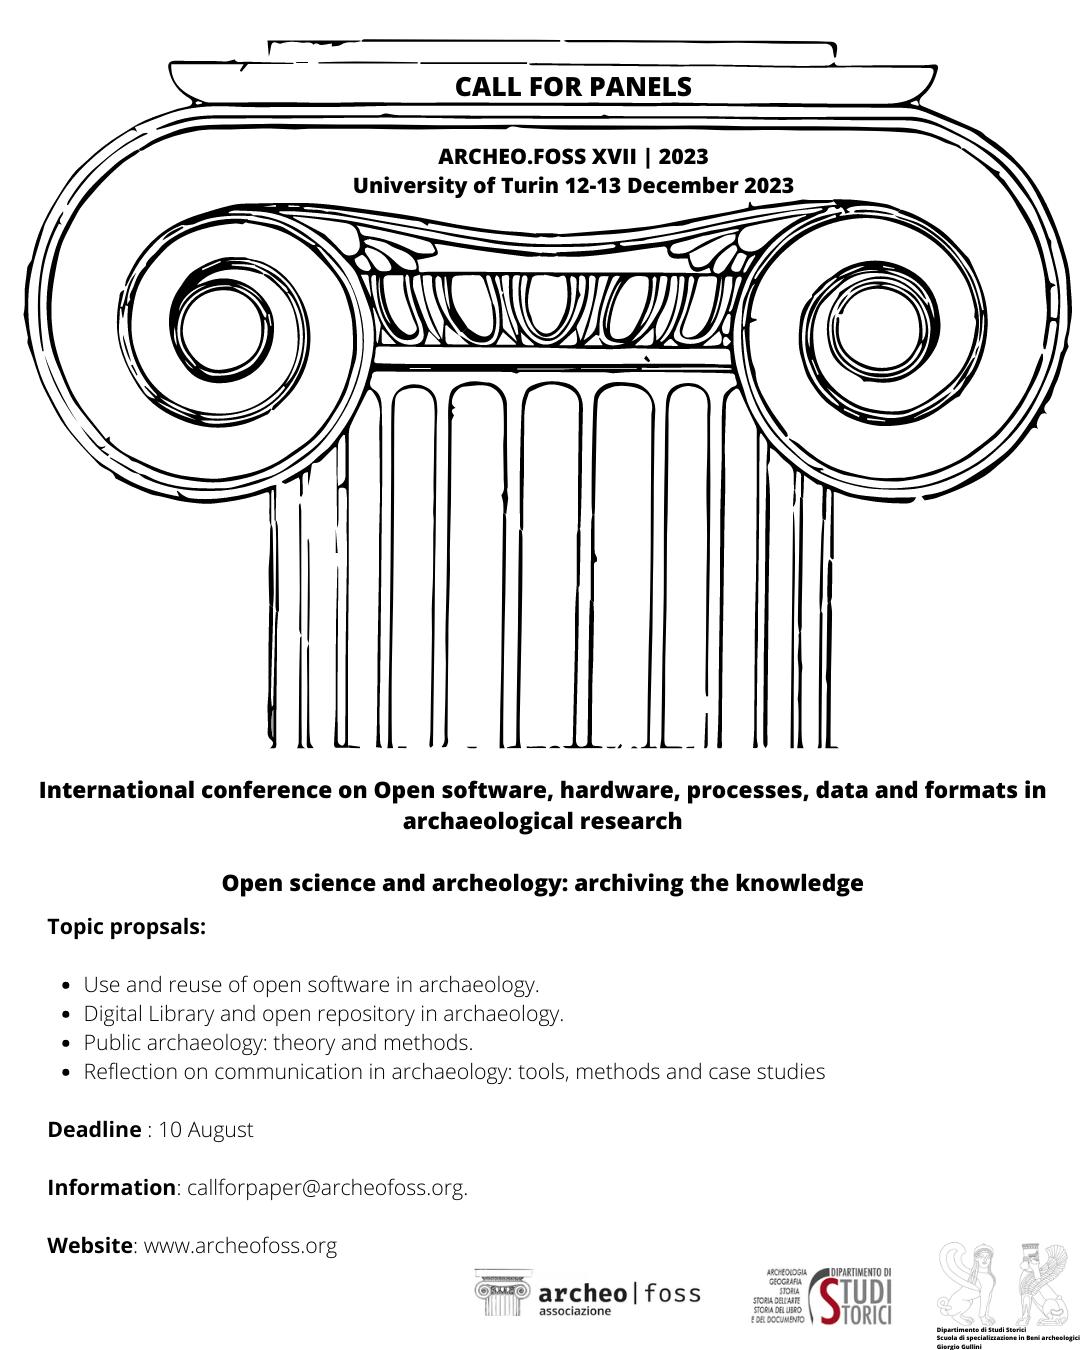 CALL FOR PANELS
ARCHEO.FOSS XVII | 2023
University of Turin 12-13 December 2023
International conference on Open software, hardware, processes, data and formats in
archaeological research
Open science and archeology: archiving the knowledge
Topic propsals:
• Use and reuse of open software in archaeology.
• Digital Library and open repository in archaeology.
• Public archaeology: theory and methods.
• Reflection on communication in archaeology: tools, methods and case studies
Deadline : 10 August
Information: callforpaper@archeofoss.org.
Website: www.archeofoss.org
archeo|foss
associazione
ARCHEOLOGIA
GEOGRAFIA
STORIA
STORIA DELL'ARTE
STORIA DEL LIBRO
E DEL DOCUMENTO
DIPARTIMENTO DI
STUDI
STORICI
Dipartimento di Studi Storici
Scuola di specializzazione in Beni archeologici
Giorgio Gullini